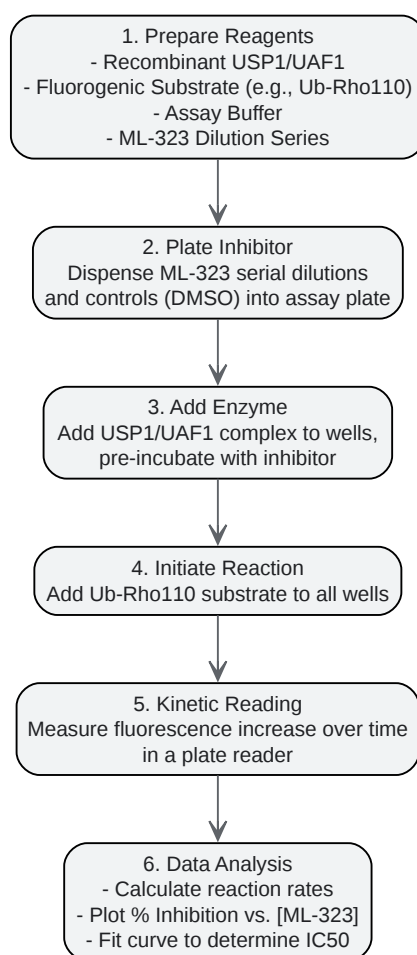 1. Prepare Reagents
- Recombinant USP1/UAF1
- Fluorogenic Substrate (e.g., Ub-Rho110)
- Assay Buffer
- ML-323 Dilution Series
2. Plate Inhibitor
Dispense ML-323 serial dilutions
and controls (DMSO) into assay plate
3. Add Enzyme
Add USP1/UAF1 complex to wells,
pre-incubate with inhibitor
4. Initiate Reaction
Add Ub-Rho110 substrate to all wells
5. Kinetic Reading
Measure fluorescence increase over time
in a plate reader
6. Data Analysis
- Calculate reaction rates
- Plot % Inhibition vs. [ML-323]
- Fit curve to determine IC50